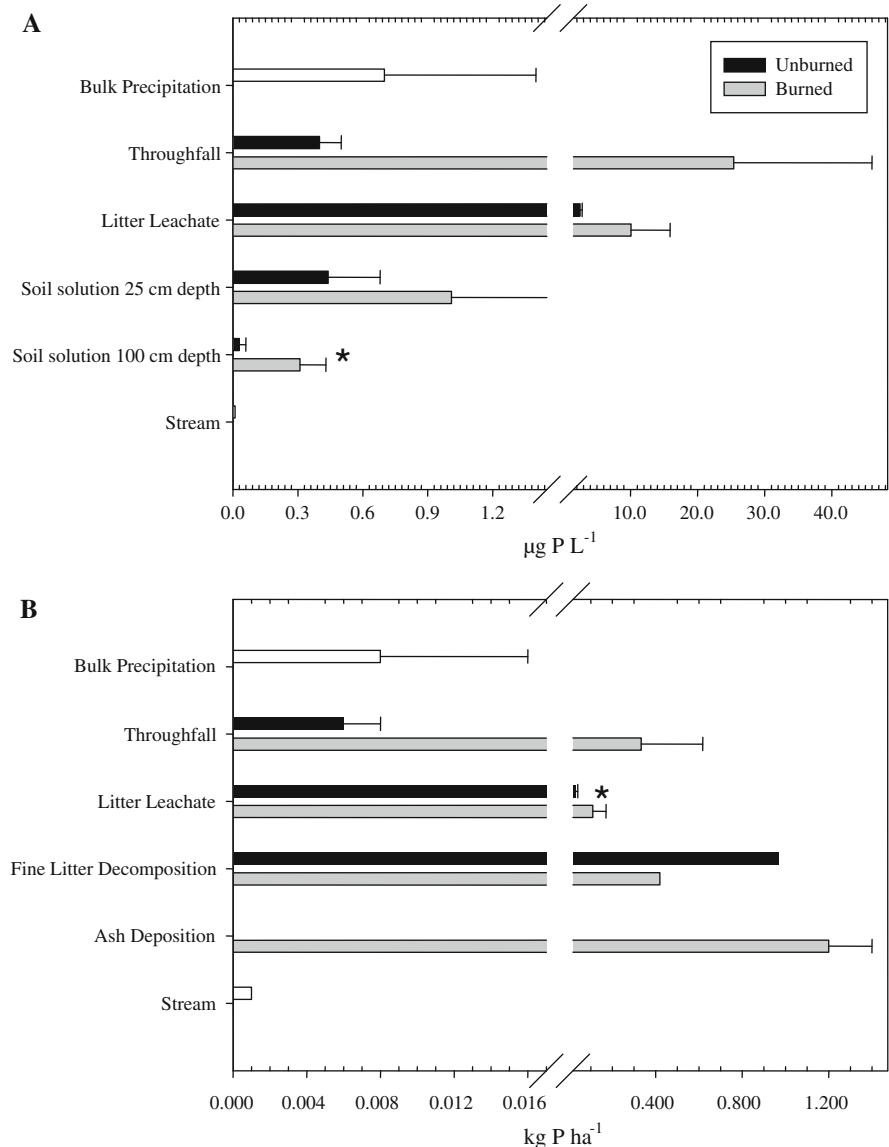 A
Unburned
Burned
Bulk Precipitation
Throughfall
Litter Leachate
Soil solution 25 cm depth
Soil solution 100 cm depth
*
Stream
0.0 0.3 0.6 0.9 1.2 10.0 20.0 30.0 40.0
µg P L⁻¹
B
Bulk Precipitation
Throughfall
Litter Leachate
*
Fine Litter Decomposition
Ash Deposition
Stream
0.000 0.004 0.008 0.012 0.016 0.400 0.800 1.200
kg P ha⁻¹